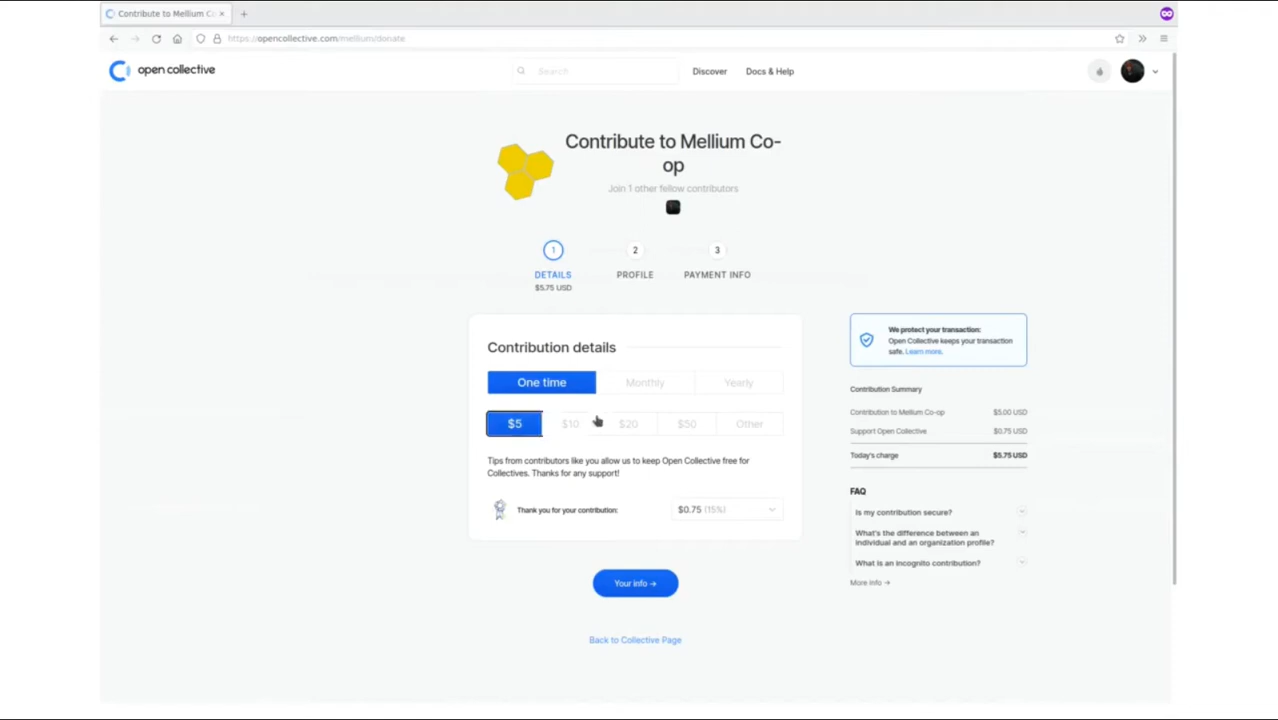 Contribute to Mellium Co
https://opencollective.com/mellium/donate
open collective
Search
Discover
Docs & Help
Contribute to Mellium Co-
op
Join 1 other fellow contributors
1
2
3
DETAILS
PROFILE
PAYMENT INFO
$5.75 USD
Contribution details
One time
Monthly
Yearly
$5
$10
$20
$50
Other
Tips from contributors like you allow us to keep Open Collective free for
Collectives. Thanks for any support!
Thank you for your contribution:
$0.75 (15%)
Your info →
Back to Collective Page
We protect your transaction:
Open Collective keeps your transaction
safe. Learn more.
Contribution Summary
Contribution to Mellium Co-op
$5.00 USD
Support Open Collective
$0.75 USD
Today's charge
$5.75 USD
FAQ
Is my contribution secure?
What's the difference between an
individual and an organization profile?
What is an incognito contribution?
More info →